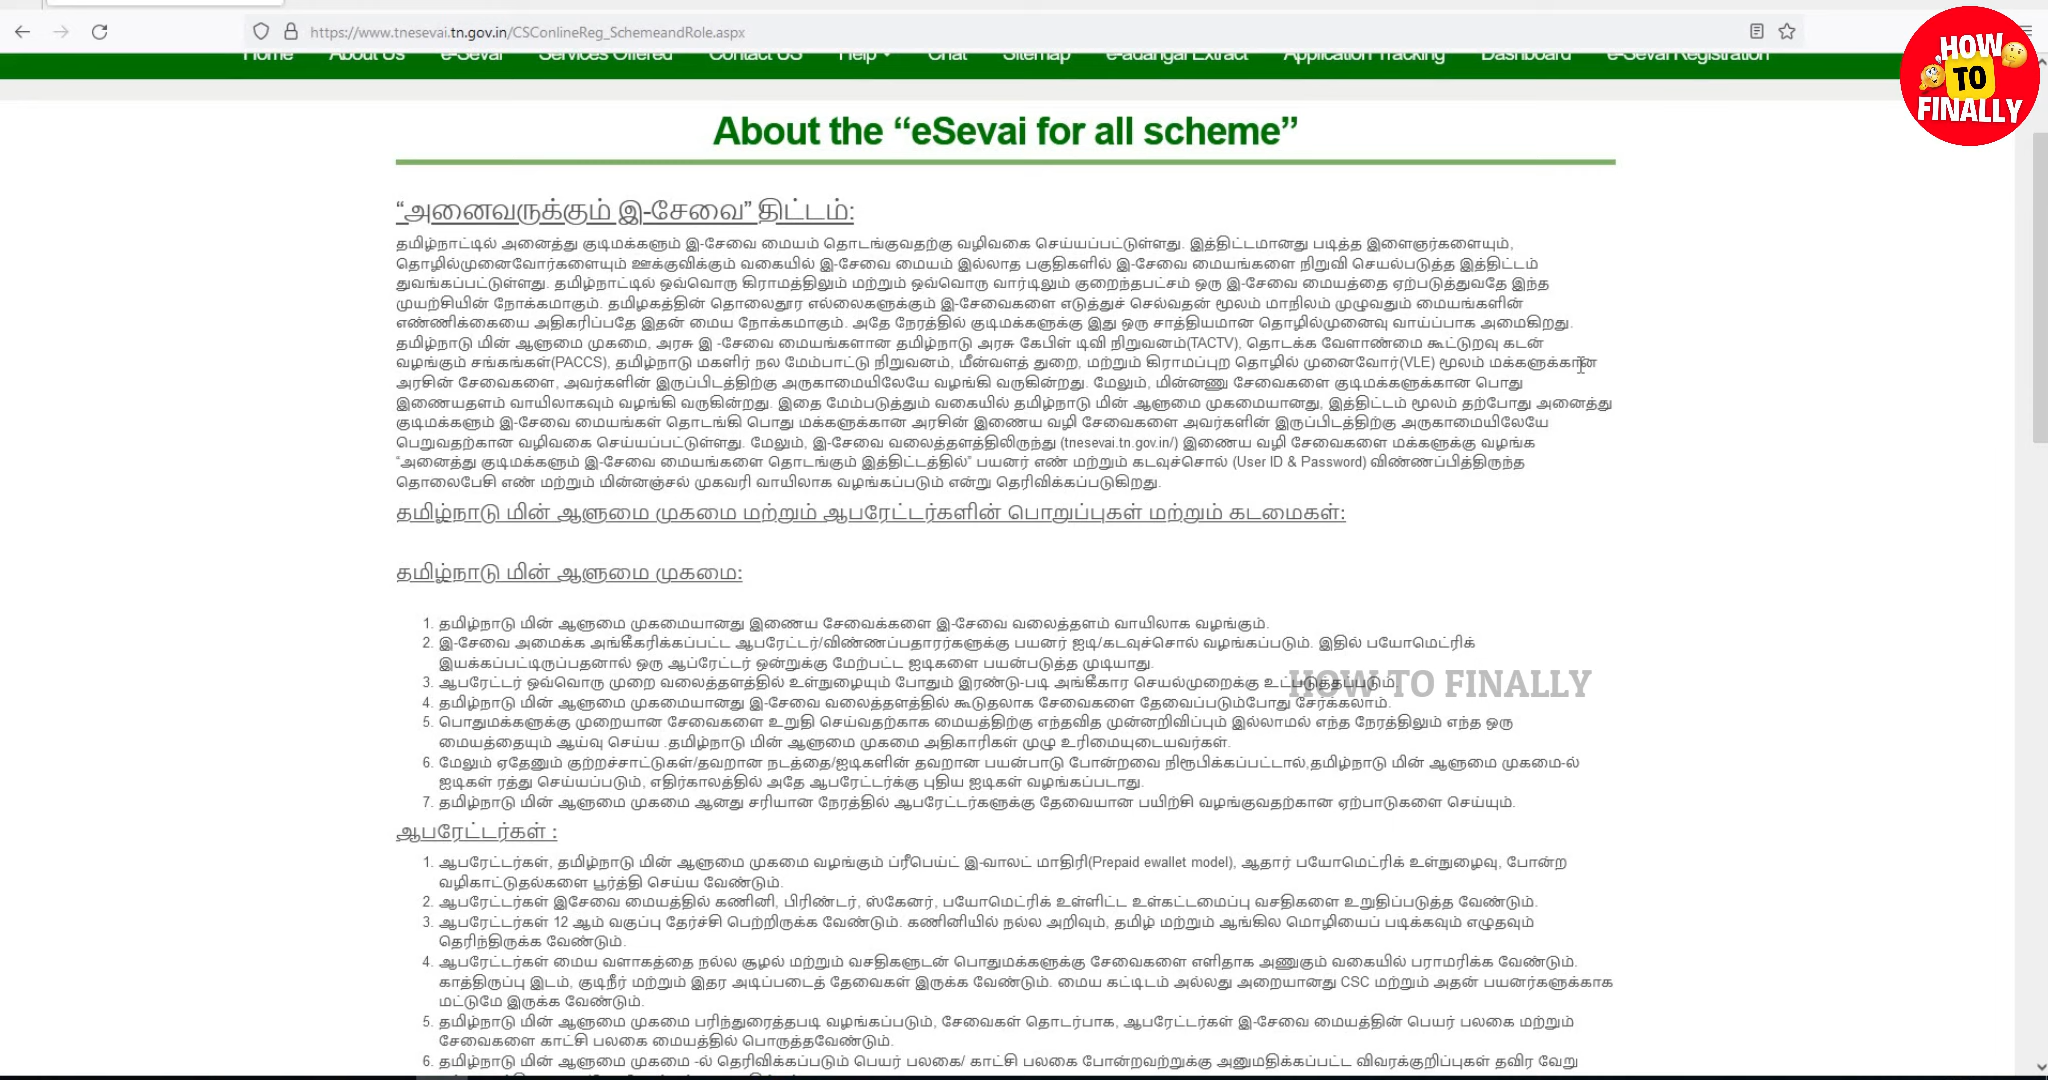 https://www.tnesevai.tn.gov.in/CSConlineReg_SchemeandRole.aspx
HOW TO FINALLY
Home About Us e-Sevai Services Offered Contact US Help Chat Sitemap e-adangal Extract Application Tracking Dashboard e-Sevai Registration
About the “eSevai for all scheme”
“அனைவருக்கும் இ-சேவை” திட்டம்:
தமிழ்நாட்டில் அனைத்து குடிமக்களும் இ-சேவை மையம் தொடங்குவதற்கு வழிவகை செய்யப்பட்டுள்ளது. இத்திட்டமானது படித்த இளைஞர்களையும்,
தொழில்முனைவோர்களையும் ஊக்குவிக்கும் வகையில் இ-சேவை மையம் இல்லாத பகுதிகளில் இ-சேவை மையங்களை நிறுவி செயல்படுத்த இத்திட்டம்
துவங்கப்பட்டுள்ளது. தமிழ்நாட்டில் ஒவ்வொரு கிராமத்திலும் மற்றும் ஒவ்வொரு வார்டிலும் குறைந்தபட்சம் ஒரு இ-சேவை மையத்தை ஏற்படுத்துவதே இந்த
முயற்சியின் நோக்கமாகும். தமிழகத்தின் தொலைதூர எல்லைகளுக்கும் இ-சேவைகளை எடுத்துச் செல்வதன் மூலம் மாநிலம் முழுவதும் மையங்களின்
எண்ணிக்கையை அதிகரிப்பதே இதன் மைய நோக்கமாகும். அதே நேரத்தில் குடிமக்களுக்கு இது ஒரு சாத்தியமான தொழில்முனைவு வாய்ப்பாக அமைகிறது.
தமிழ்நாடு மின் ஆளுமை முகமை, அரசு இ -சேவை மையங்களான தமிழ்நாடு அரசு கேபிள் டிவி நிறுவனம்(TACTV), தொடக்க வேளாண்மை கூட்டுறவு கடன்
வழங்கும் சங்கங்கள்(PACCS), தமிழ்நாடு மகளிர் நல மேம்பாட்டு நிறுவனம், மீன்வளத் துறை, மற்றும் கிராமப்புற தொழில் முனைவோர்(VLE) மூலம் மக்களுக்கான
அரசின் சேவைகளை, அவர்களின் இருப்பிடத்திற்கு அருகாமையிலேயே வழங்கி வருகின்றது. மேலும், மின்னணு சேவைகளை குடிமக்களுக்கான பொது
இணையதளம் வாயிலாகவும் வழங்கி வருகின்றது. இதை மேம்படுத்தும் வகையில் தமிழ்நாடு மின் ஆளுமை முகமையானது, இத்திட்டம் மூலம் தற்போது அனைத்து
குடிமக்களும் இ-சேவை மையங்கள் தொடங்கி பொது மக்களுக்கான அரசின் இணைய வழி சேவைகளை அவர்களின் இருப்பிடத்திற்கு அருகாமையிலேயே
பெறுவதற்கான வழிவகை செய்யப்பட்டுள்ளது. மேலும், இ-சேவை வலைத்தளத்திலிருந்து (tnesevai.tn.gov.in/) இணைய வழி சேவைகளை மக்களுக்கு வழங்க
“அனைத்து குடிமக்களும் இ-சேவை மையங்களை தொடங்கும் இத்திட்டத்தில்” பயனர் எண் மற்றும் கடவுச்சொல் (User ID & Password) விண்ணப்பித்திருந்த
தொலைபேசி எண் மற்றும் மின்னஞ்சல் முகவரி வாயிலாக வழங்கப்படும் என்று தெரிவிக்கப்படுகிறது.
தமிழ்நாடு மின் ஆளுமை முகமை மற்றும் ஆபரேட்டர்களின் பொறுப்புகள் மற்றும் கடமைகள்:
தமிழ்நாடு மின் ஆளுமை முகமை:
1. தமிழ்நாடு மின் ஆளுமை முகமையானது இணைய சேவைக்களை இ-சேவை வலைத்தளம் வாயிலாக வழங்கும்.
2. இ-சேவை அமைக்க அங்கீகரிக்கப்பட்ட ஆபரேட்டர்/விண்ணப்பதாரர்களுக்கு பயனர் ஐடி/கடவுச்சொல் வழங்கப்படும். இதில் பயோமெட்ரிக்
இயக்கப்பட்டிருப்பதனால் ஒரு ஆப்ரேட்டர் ஒன்றுக்கு மேற்பட்ட ஐடிகளை பயன்படுத்த முடியாது.
3. ஆபரேட்டர் ஒவ்வொரு முறை வலைத்தளத்தில் உள்நுழையும் போதும் இரண்டு-படி அங்கீகார செயல்முறைக்கு உட்படுத்தப்படும்.
HOW TO FINALLY
4. தமிழ்நாடு மின் ஆளுமை முகமையானது இ-சேவை வலைத்தளத்தில் கூடுதலாக சேவைகளை தேவைப்படும்போது சேர்க்கலாம்.
5. பொதுமக்களுக்கு முறையான சேவைகளை உறுதி செய்வதற்காக மையத்திற்கு எந்தவித முன்னறிவிப்பும் இல்லாமல் எந்த நேரத்திலும் எந்த ஒரு
மையத்தையும் ஆய்வு செய்ய .தமிழ்நாடு மின் ஆளுமை முகமை அதிகாரிகள் முழு உரிமையுடையவர்கள்.
6. மேலும் ஏதேனும் குற்றச்சாட்டுகள்/தவறான நடத்தை/ஐடிகளின் தவறான பயன்பாடு போன்றவை நிரூபிக்கப்பட்டால்,தமிழ்நாடு மின் ஆளுமை முகமை-ல்
ஐடிகள் ரத்து செய்யப்படும், எதிர்காலத்தில் அதே ஆபரேட்டர்க்கு புதிய ஐடிகள் வழங்கப்படாது.
7. தமிழ்நாடு மின் ஆளுமை முகமை ஆனது சரியான நேரத்தில் ஆபரேட்டர்களுக்கு தேவையான பயிற்சி வழங்குவதற்கான ஏற்பாடுகளை செய்யும்.
ஆபரேட்டர்கள் :
1. ஆபரேட்டர்கள், தமிழ்நாடு மின் ஆளுமை முகமை வழங்கும் ப்ரீபெய்ட் இ-வாலட் மாதிரி(Prepaid ewallet model), ஆதார் பயோமெட்ரிக் உள்நுழைவு, போன்ற
வழிகாட்டுதல்களை பூர்த்தி செய்ய வேண்டும்.
2. ஆபரேட்டர்கள் இசேவை மையத்தில் கணினி, பிரிண்டர், ஸ்கேனர், பயோமெட்ரிக் உள்ளிட்ட உள்கட்டமைப்பு வசதிகளை உறுதிப்படுத்த வேண்டும்.
3. ஆபரேட்டர்கள் 12 ஆம் வகுப்பு தேர்ச்சி பெற்றிருக்க வேண்டும். கணினியில் நல்ல அறிவும், தமிழ் மற்றும் ஆங்கில மொழியைப் படிக்கவும் எழுதவும்
தெரிந்திருக்க வேண்டும்.
4. ஆபரேட்டர்கள் மைய வளாகத்தை நல்ல சூழல் மற்றும் வசதிகளுடன் பொதுமக்களுக்கு சேவைகளை எளிதாக அணுகும் வகையில் பராமரிக்க வேண்டும்.
காத்திருப்பு இடம், குடிநீர் மற்றும் இதர அடிப்படைத் தேவைகள் இருக்க வேண்டும். மைய கட்டிடம் அல்லது அறையானது CSC மற்றும் அதன் பயனர்களுக்காக
மட்டுமே இருக்க வேண்டும்.
5. தமிழ்நாடு மின் ஆளுமை முகமை பரிந்துரைத்தபடி வழங்கப்படும், சேவைகள் தொடர்பாக, ஆபரேட்டர்கள் இ-சேவை மையத்தின் பெயர் பலகை மற்றும்
சேவைகளை காட்சி பலகை மையத்தில் பொருத்தவேண்டும்.
6. தமிழ்நாடு மின் ஆளுமை முகமை -ல் தெரிவிக்கப்படும் பெயர் பலகை/ காட்சி பலகை போன்றவற்றுக்கு அனுமதிக்கப்பட்ட விவரக்குறிப்புகள் தவிர வேறு